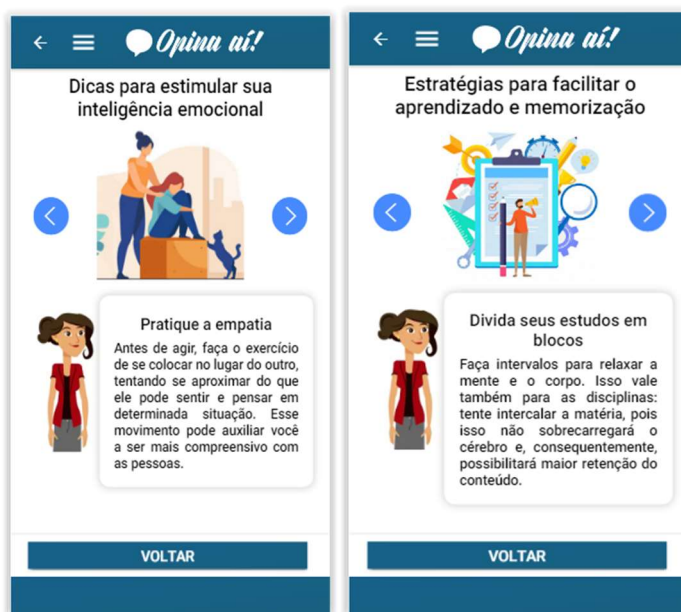 Opina aí!
Dicas para estimular sua
inteligência emocional
Pratique a empatia
Antes de agir, faça o exercício
de se colocar no lugar do outro,
tentando se aproximar do que
ele pode sentir e pensar em
determinada situação. Esse
movimento pode auxiliar você
a ser mais compreensivo com
as pessoas.
VOLTAR
Opina aí!
Estratégias para facilitar o
aprendizado e memorização
Divida seus estudos em
blocos
Faça intervalos para relaxar a
mente e o corpo. Isso vale
também para as disciplinas:
tente intercalar a matéria, pois
isso não sobrecarregará o
cérebro e, consequentemente,
possibilitará maior retenção do
conteúdo.
VOLTAR